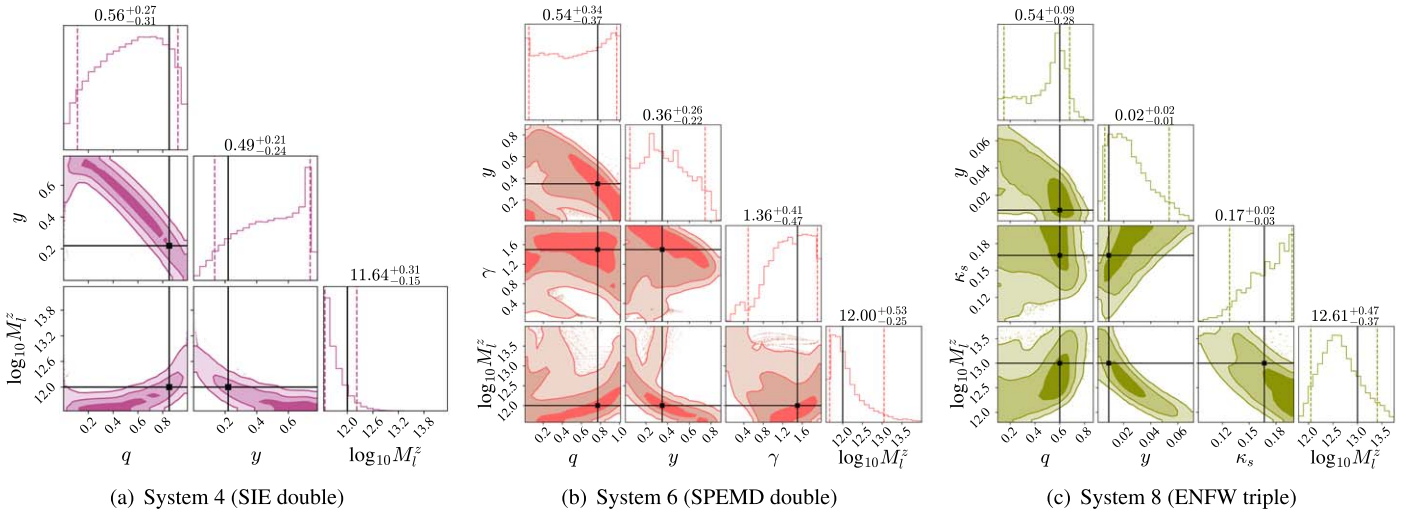 0.56^{+0.27}_{-0.31}
0.49^{+0.21}_{-0.24}
11.64^{+0.31}_{-0.15}
y
0.6
0.4
0.2
log_{10}M_l^z
13.8
13.2
12.6
12.0
0.2 0.4 0.6 0.8
q
0.2 0.4 0.6
y
12.0 12.6 13.2 13.8
log_{10}M_l^z
(a) System 4 (SIE double)
0.54^{+0.34}_{-0.37}
0.36^{+0.26}_{-0.22}
1.36^{+0.41}_{-0.47}
12.00^{+0.53}_{-0.25}
y
0.8
0.6
0.4
0.2
γ
1.6
1.2
0.8
0.4
log_{10}M_l^z
13.5
13.0
12.5
12.0
0.2 0.4 0.6 0.8 1.0
q
0.2 0.4 0.6 0.8
y
0.4 0.8 1.2 1.6
γ
12.0 12.5 13.0 13.5
log_{10}M_l^z
(b) System 6 (SPEMD double)
0.54^{+0.09}_{-0.28}
0.02^{+0.02}_{-0.01}
0.17^{+0.02}_{-0.03}
12.61^{+0.47}_{-0.37}
y
0.06
0.04
0.02
κ_s
0.18
0.15
0.12
log_{10}M_l^z
13.5
13.0
12.5
12.0
0.2 0.4 0.6 0.8
q
0.02 0.04 0.06
y
0.12 0.15 0.18
κ_s
12.0 12.5 13.0 13.5
log_{10}M_l^z
(c) System 8 (ENFW triple)